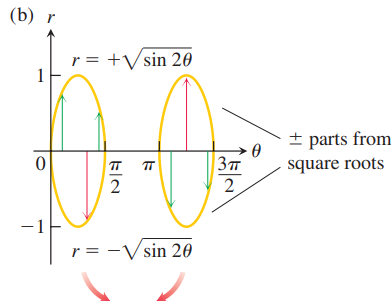 (b) r
r = +√sin 2θ
1
± parts from
square roots
0
π/2
π
3π/2
θ
−1
r = −√sin 2θ